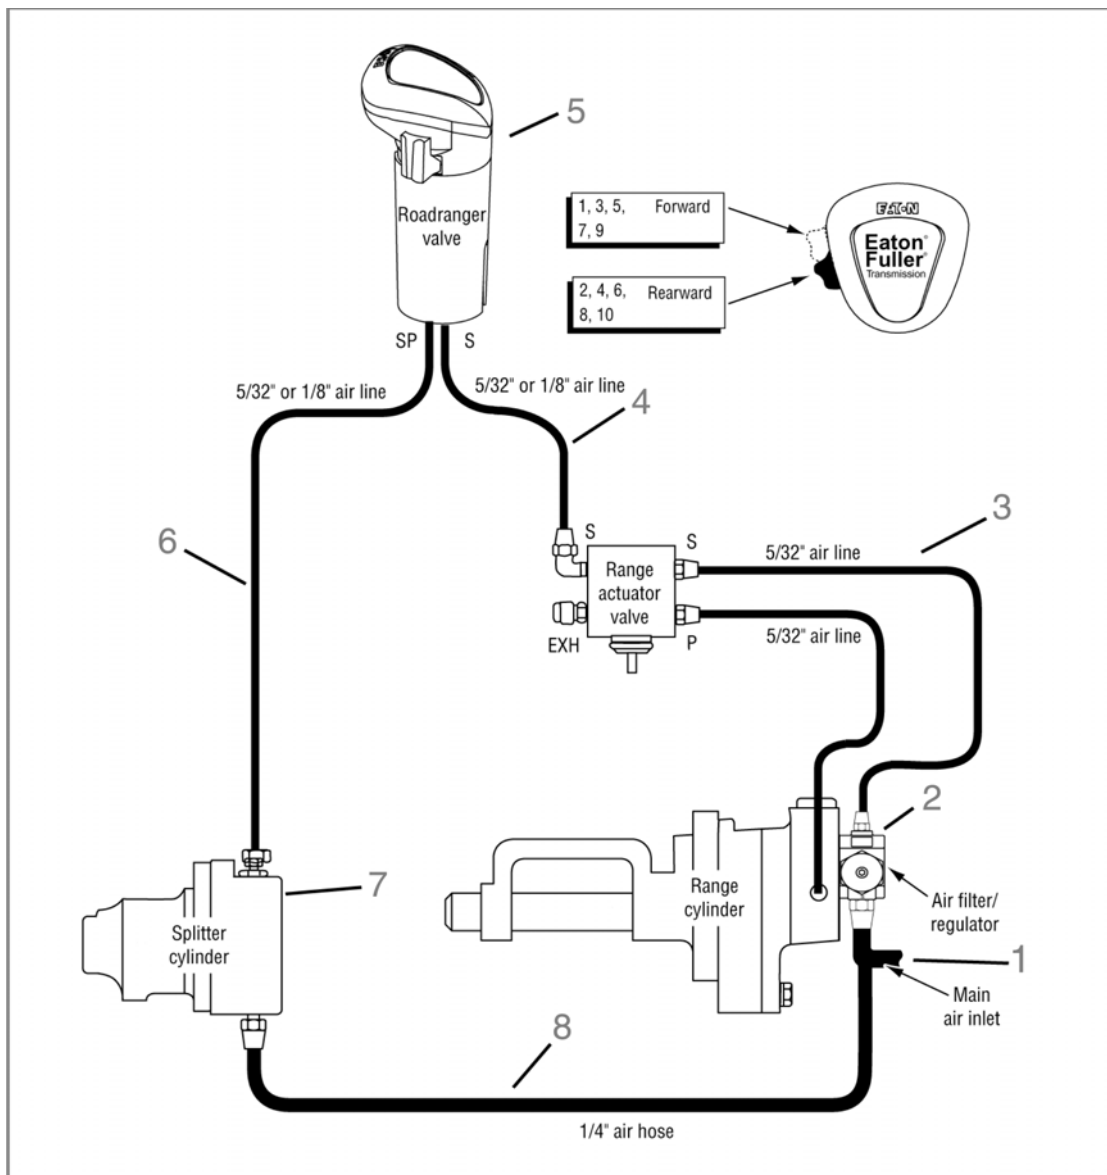 5
Roadranger
valve
1, 3, 5, Forward
7, 9
2, 4, 6, Rearward
8, 10
EATON
Eaton®
Fuller®
Transmission
SP S
5/32" or 1/8" air line
5/32" or 1/8" air line
4
3
6
S
S
5/32" air line
Range
actuator
valve
EXH
P
5/32" air line
2
7
Range
cylinder
Air filter/
regulator
Splitter
cylinder
1
Main
air inlet
8
1/4" air hose